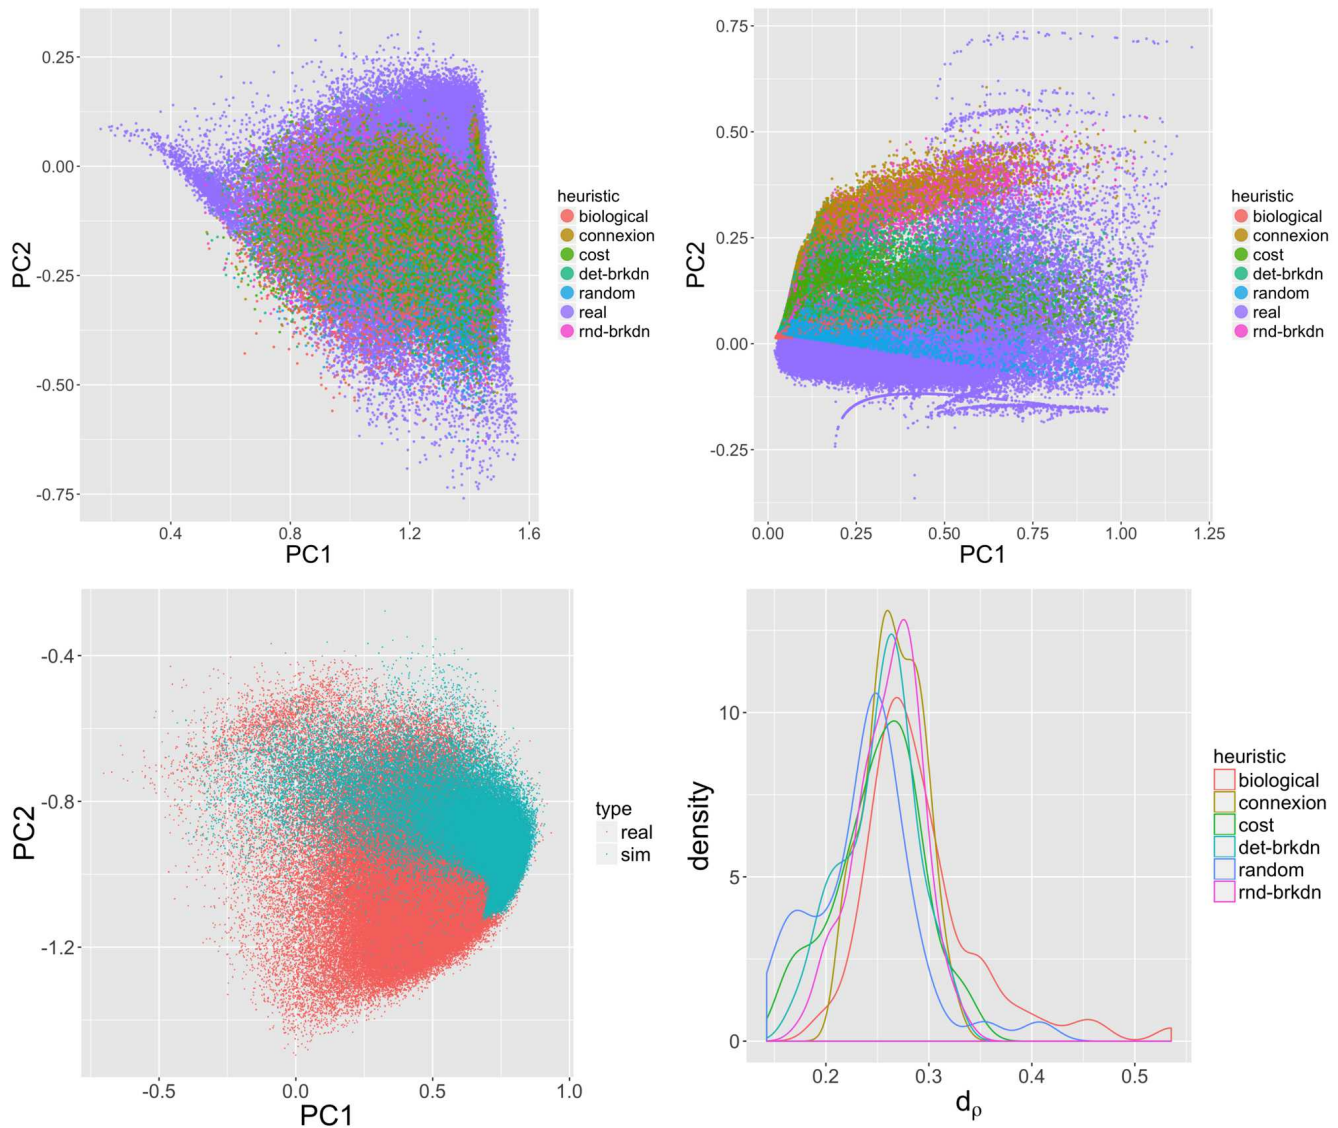 0.25
0.00
-0.25
-0.50
-0.75
PC2
0.4
0.8
1.2
1.6
PC1
heuristic
biological
connexion
cost
det-brkdn
random
real
rnd-brkdn
0.75
0.50
0.25
0.00
-0.25
PC2
0.00
0.25
0.50
0.75
1.00
1.25
PC1
heuristic
biological
connexion
cost
det-brkdn
random
real
rnd-brkdn
-0.4
-0.8
-1.2
PC2
-0.5
0.0
0.5
1.0
PC1
type
real
sim
10
5
0
density
0.2
0.3
0.4
0.5
dρ
heuristic
biological
connexion
cost
det-brkdn
random
rnd-brkdn